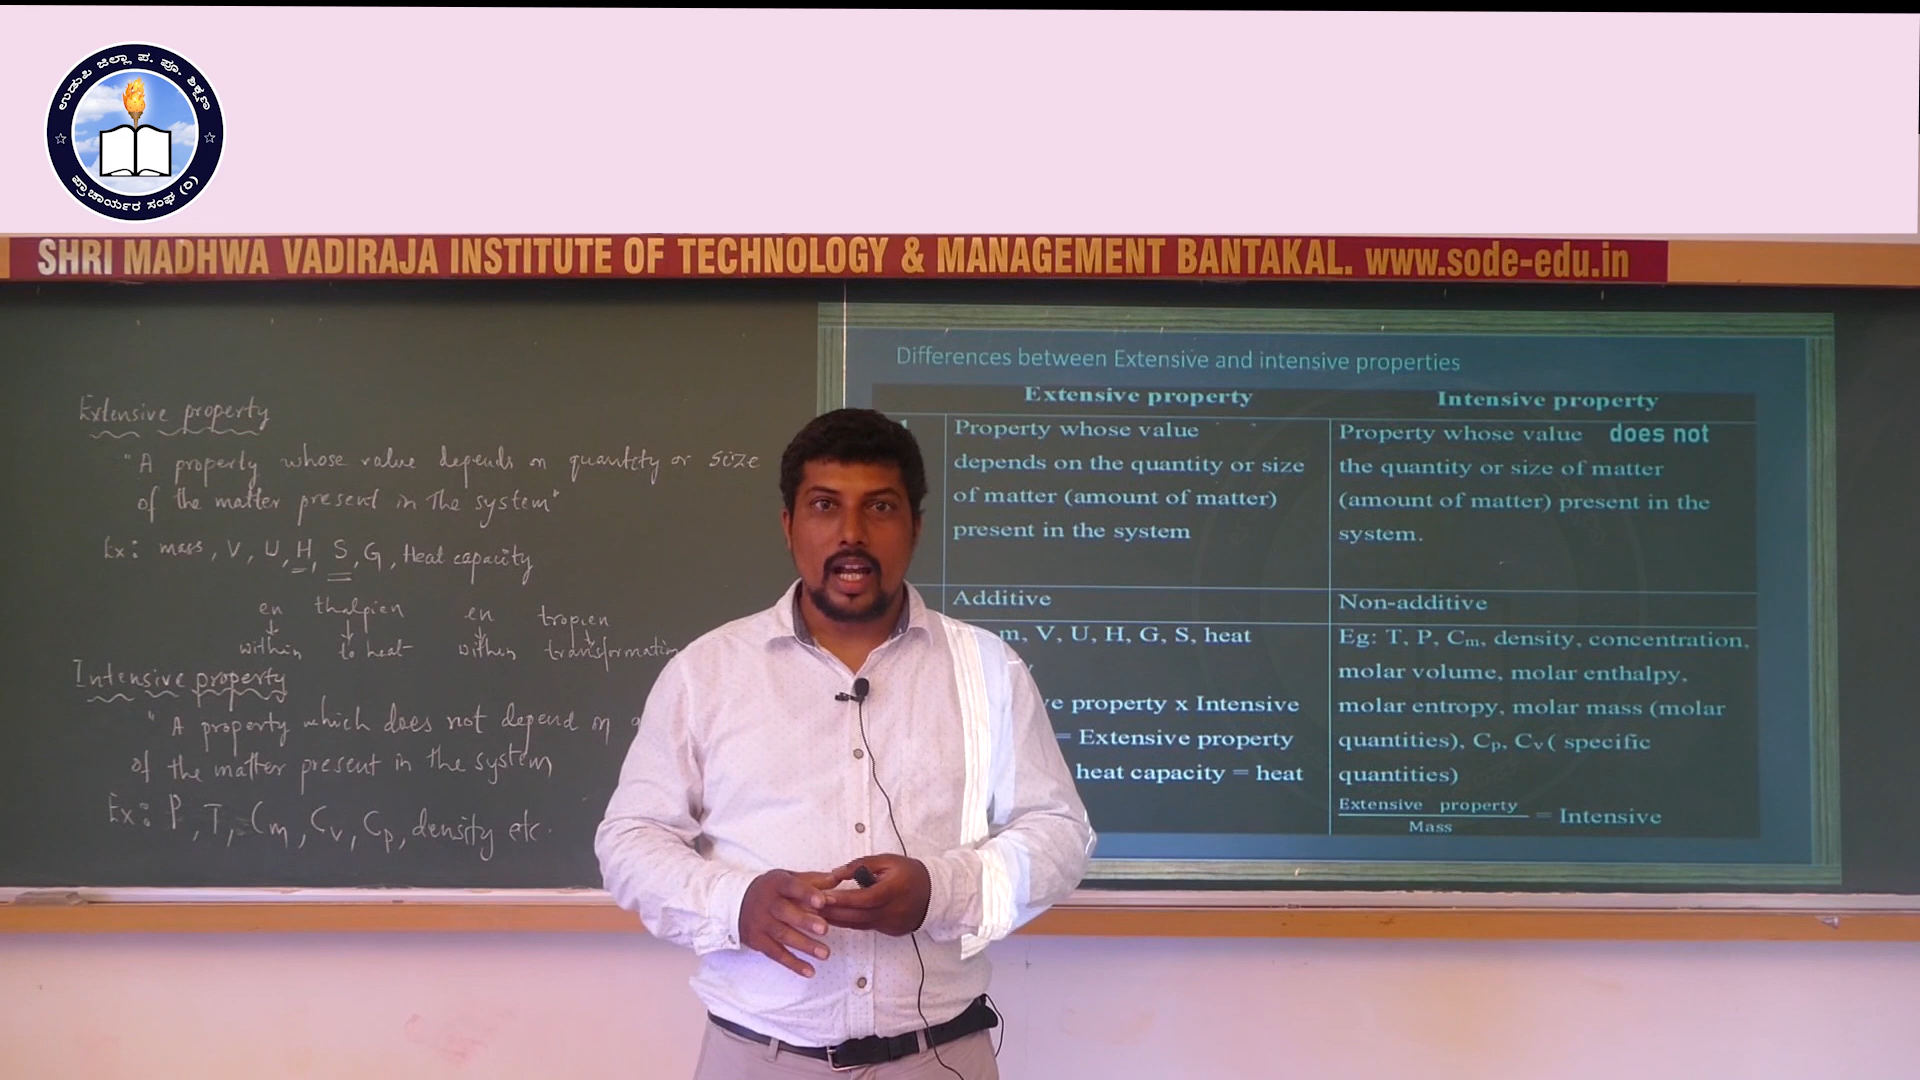 ಉಡುಪಿ ಜಿಲ್ಲಾ ಪ. ಪೂ. ಶಿಕ್ಷಣ
ಪ್ರಾಚಾರ್ಯರ ಸಂಘ (ರಿ)
SHRI MADHWA VADIRAJA INSTITUTE OF TECHNOLOGY & MANAGEMENT BANTAKAL. www.sode-edu.in
Extensive property
"A property whose value depends on quantity or size
of the matter present in the system"
Ex: mass, V, U, H, S, G, Heat capacity
en thalpien en tropien
within to heat within transformation
Intensive property
"A property which does not depend on
of the matter present in the system
Ex: P, T, Cm, Cv, Cp, density etc.
Differences between Extensive and intensive properties
Extensive property
Intensive property
Property whose value
depends on the quantity or size
of matter (amount of matter)
present in the system
Property whose value does not
the quantity or size of matter
(amount of matter) present in the
system.
Additive
Non-additive
m, V, U, H, G, S, heat
property x Intensive
= Extensive property
heat capacity = heat
Eg: T, P, Cm, density, concentration,
molar volume, molar enthalpy,
molar entropy, molar mass (molar
quantities), Cp, Cv ( specific
quantities)
Extensive property
Mass
= Intensive